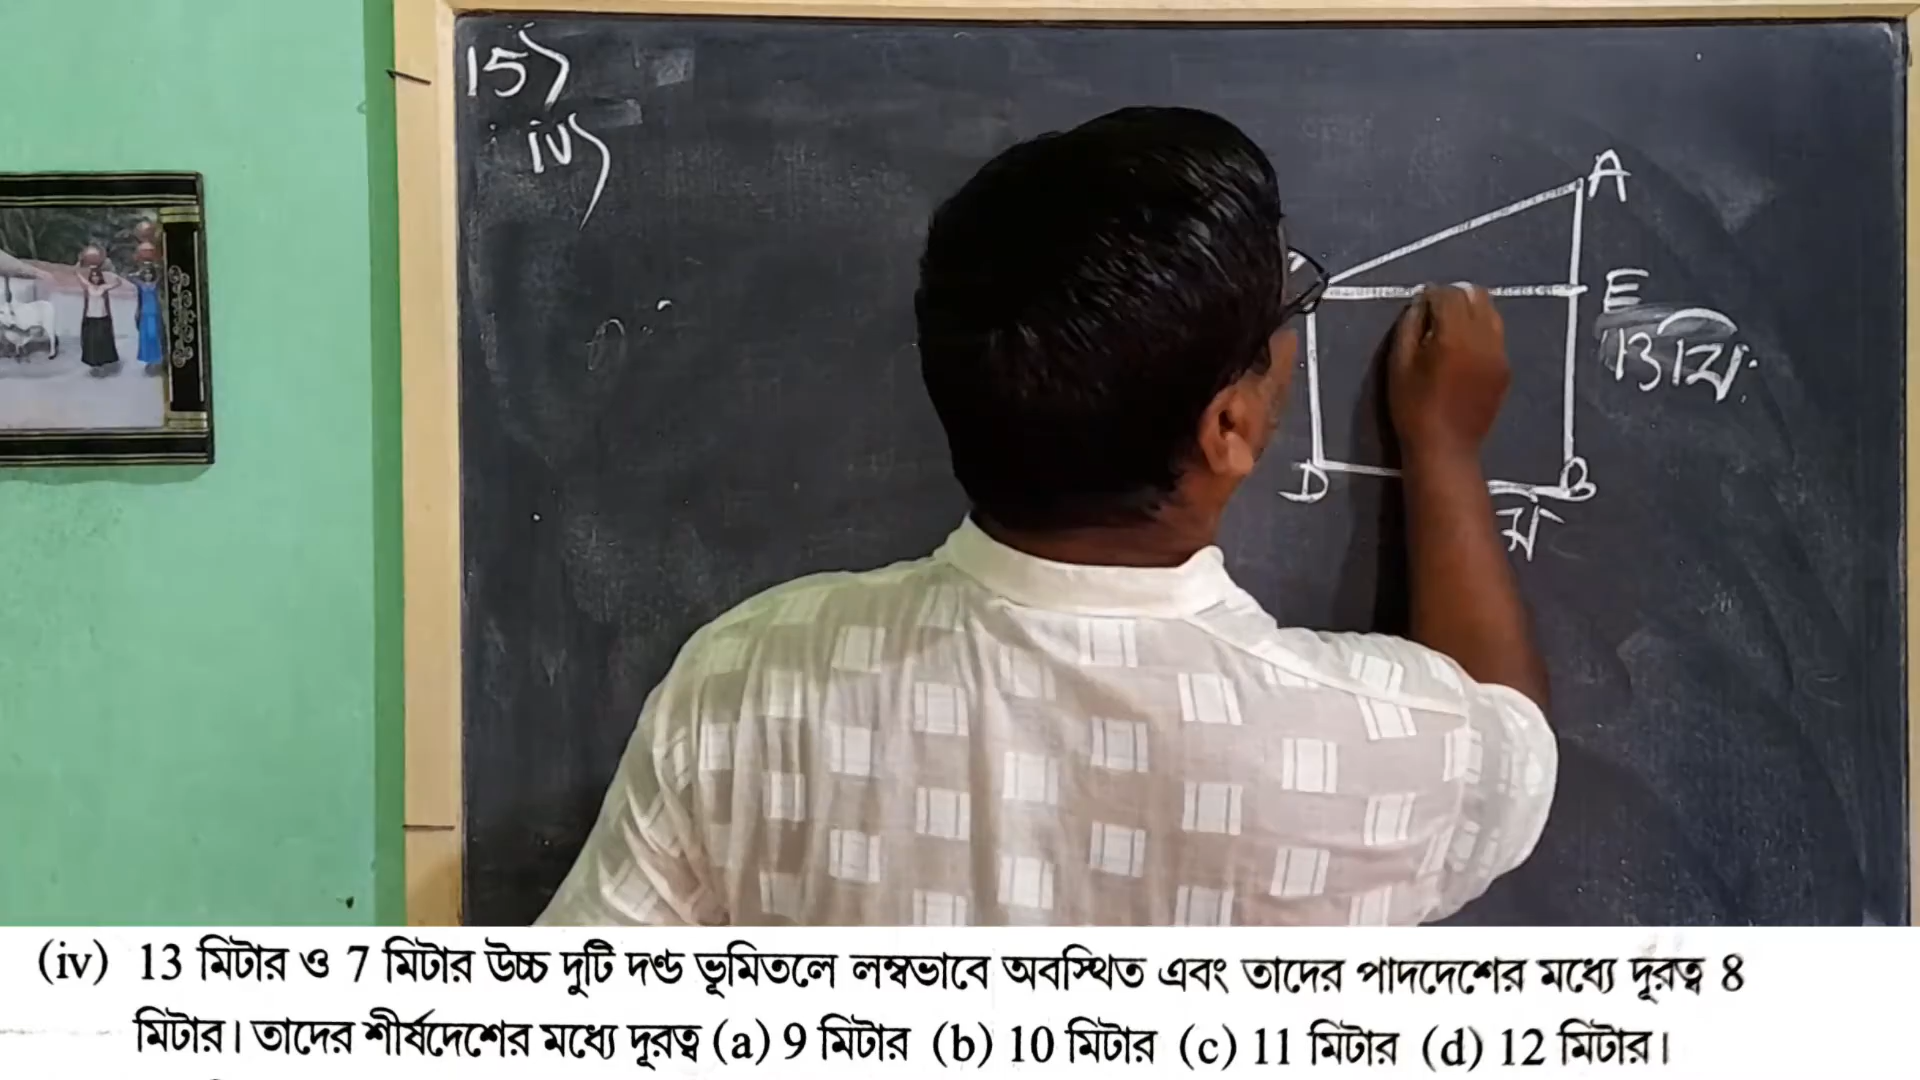 15)
iv)
A
E
13 মি:
D
B
মি
(iv) 13 মিটার ও 7 মিটার উচ্চ দুটি দণ্ড ভূমিতলে লম্বভাবে অবস্থিত এবং তাদের পাদদেশের মধ্যে দূরত্ব 8
মিটার। তাদের শীর্ষদেশের মধ্যে দূরত্ব (a) 9 মিটার (b) 10 মিটার (c) 11 মিটার (d) 12 মিটার।